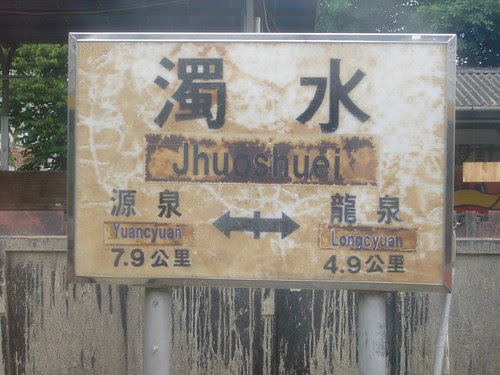 濁水
Jhuoshuei
源泉 龍泉
Yuancyuan Longcyuan
7.9公里 4.9公里